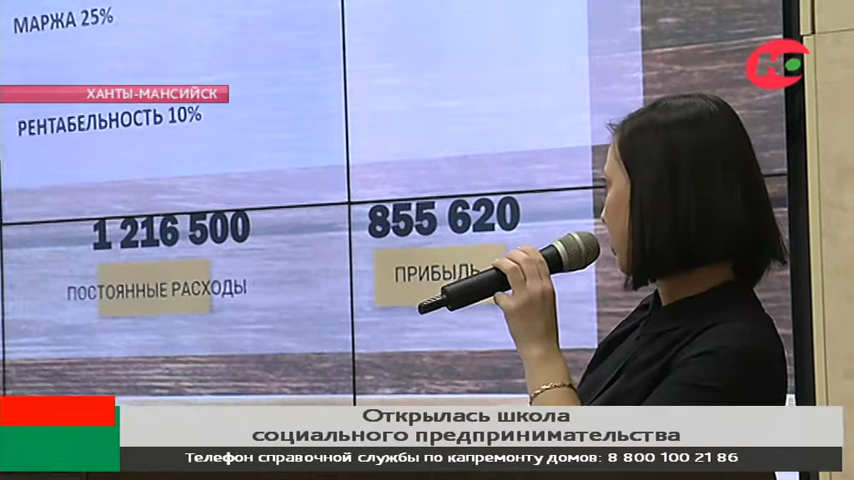 МАРЖА 25%
ХАНТЫ-МАНСИЙСК
РЕНТАБЕЛЬНОСТЬ 10%
1 216 500
855 620
ПОСТОЯННЫЕ РАСХОДЫ
ПРИБЫЛЬ
Открылась школа
социального предпринимательства
Телефон справочной службы по капремонту домов: 8 800 100 21 86